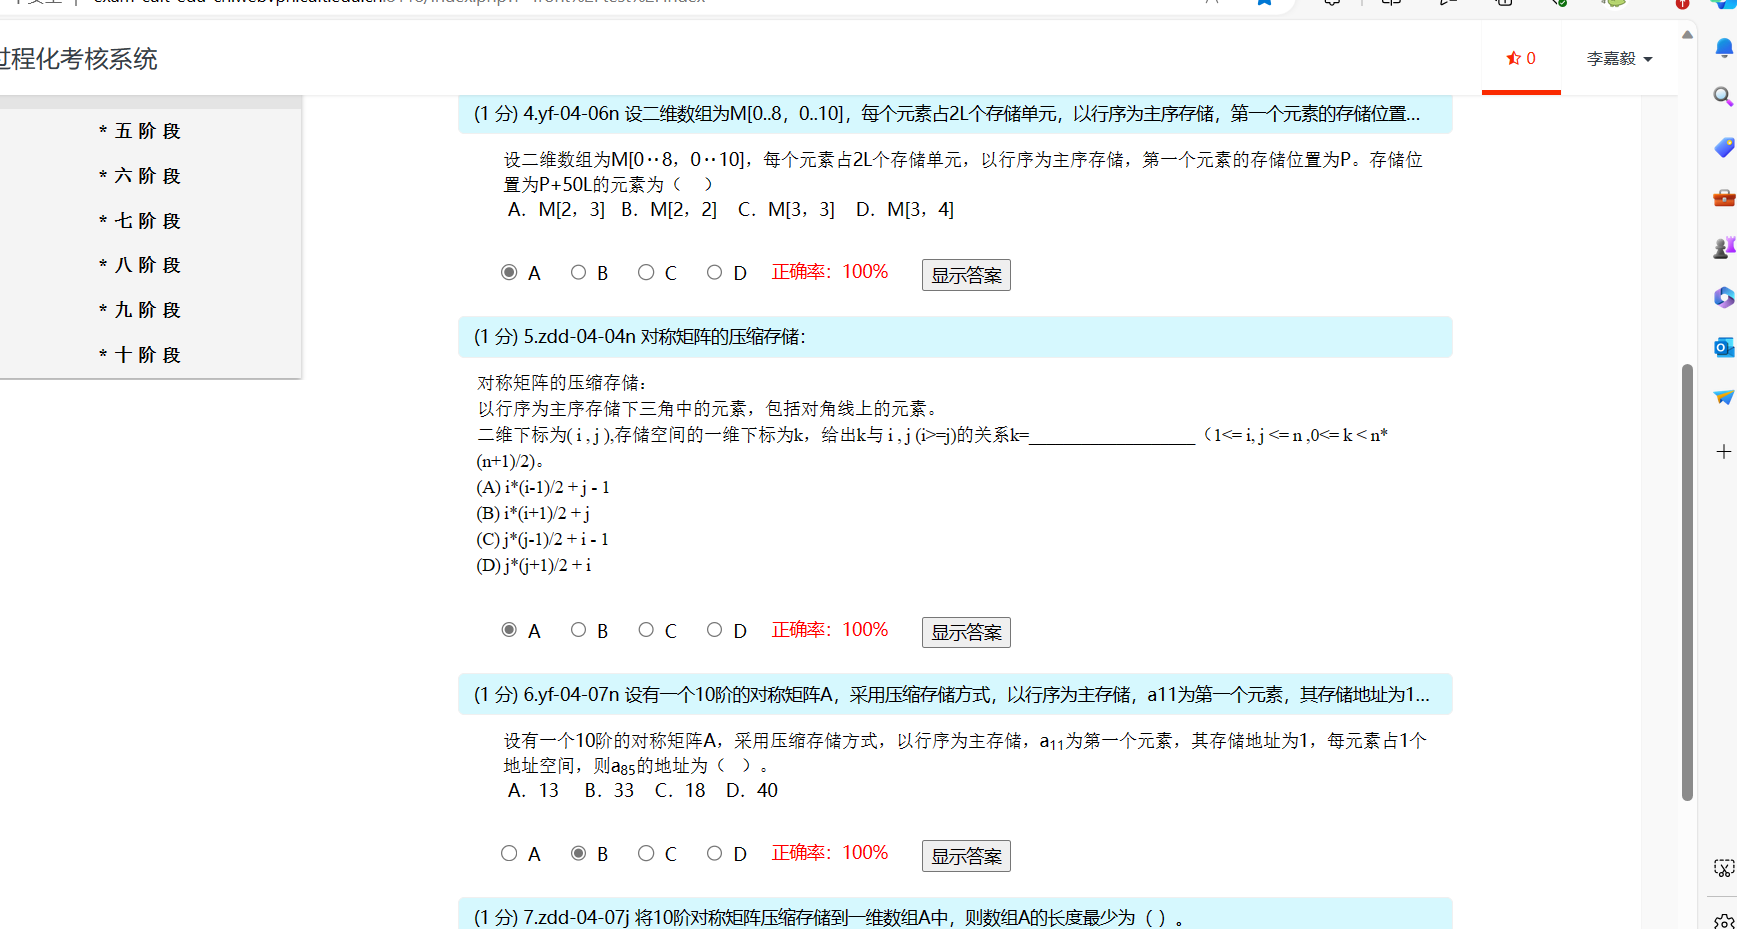 过程化考核系统
0
李嘉毅
* 五 阶 段
* 六 阶 段
* 七 阶 段
* 八 阶 段
* 九 阶 段
* 十 阶 段
(1 分) 4.yf-04-06n 设二维数组为M[0..8，0..10]，每个元素占2L个存储单元，以行序为主序存储，第一个元素的存储位置...
设二维数组为M[0‥8，0‥10]，每个元素占2L个存储单元，以行序为主序存储，第一个元素的存储位置为P。存储位
置为P+50L的元素为（ ）
A．M[2，3] B．M[2，2] C．M[3，3] D．M[3，4]
A B C D 正确率：100% 显示答案
(1 分) 5.zdd-04-04n 对称矩阵的压缩存储：
对称矩阵的压缩存储：
以行序为主序存储下三角中的元素，包括对角线上的元素。
二维下标为( i , j ),存储空间的一维下标为k，给出k与 i , j (i>=j)的关系k=___________________（1<= i, j <= n ,0<= k < n*
(n+1)/2)。
(A) i*(i-1)/2 + j - 1
(B) i*(i+1)/2 + j
(C) j*(j-1)/2 + i - 1
(D) j*(j+1)/2 + i
A B C D 正确率：100% 显示答案
(1 分) 6.yf-04-07n 设有一个10阶的对称矩阵A，采用压缩存储方式，以行序为主存储，a11为第一个元素，其存储地址为1...
设有一个10阶的对称矩阵A，采用压缩存储方式，以行序为主存储，a11为第一个元素，其存储地址为1，每元素占1个
地址空间，则a85的地址为（ ）。
A．13 B．33 C．18 D．40
A B C D 正确率：100% 显示答案
(1 分) 7.zdd-04-07j 将10阶对称矩阵压缩存储到一维数组A中，则数组A的长度最少为（ ）。